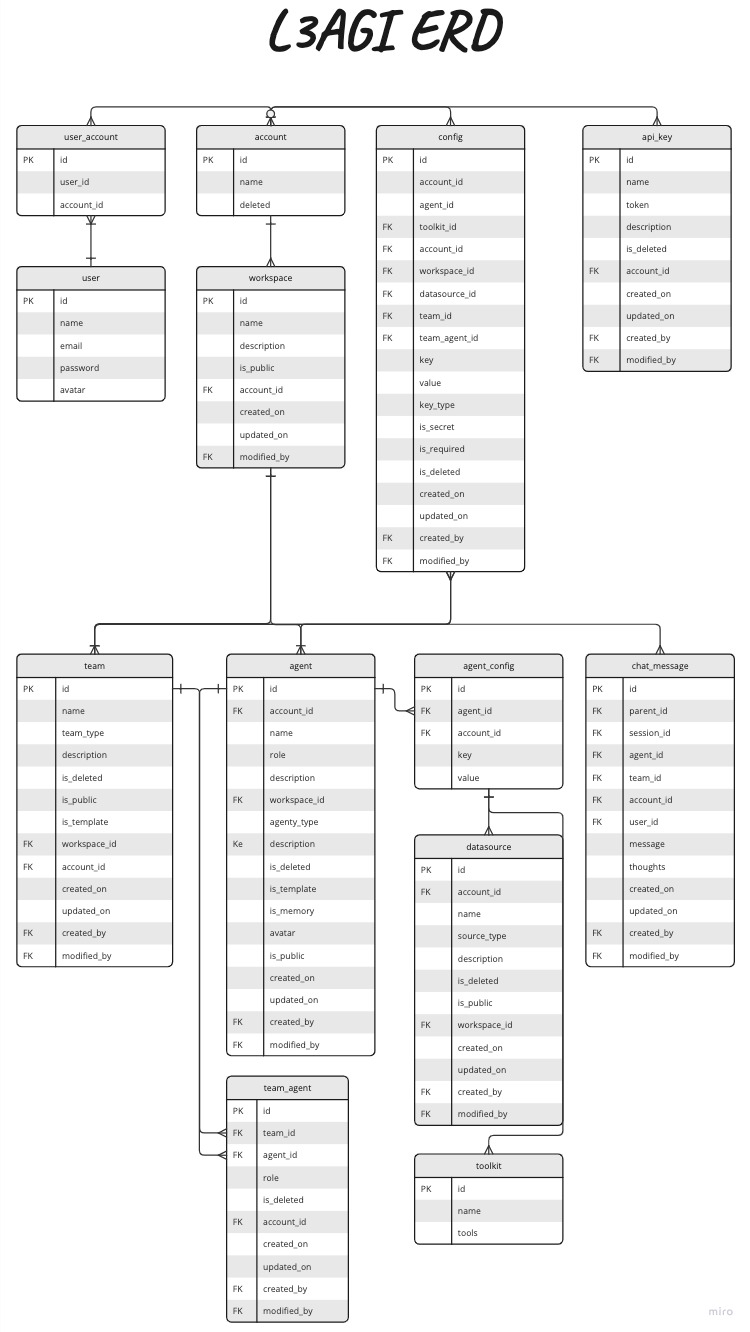 L3AGI ERD
user_account
PK id
user_id
account_id
account
PK id
name
deleted
config
PK id
account_id
agent_id
FK toolkit_id
FK account_id
FK workspace_id
FK datasource_id
FK team_id
FK team_agent_id
key
value
key_type
is_secret
is_required
is_deleted
created_on
updated_on
FK created_by
FK modified_by
api_key
PK id
name
token
description
is_deleted
FK account_id
created_on
updated_on
FK created_by
FK modified_by
user
PK id
name
email
password
avatar
workspace
PK id
name
description
is_public
FK account_id
created_on
updated_on
FK modified_by
team
PK id
name
team_type
description
is_deleted
is_public
is_template
FK workspace_id
FK account_id
created_on
updated_on
FK created_by
FK modified_by
agent
PK id
FK account_id
name
role
description
FK workspace_id
agenty_type
Ke description
is_deleted
is_template
is_memory
avatar
is_public
created_on
updated_on
FK created_by
FK modified_by
agent_config
PK id
FK agent_id
FK account_id
key
value
chat_message
PK id
FK parent_id
FK session_id
FK agent_id
FK team_id
FK account_id
FK user_id
message
thoughts
created_on
updated_on
FK created_by
FK modified_by
datasource
PK id
FK account_id
name
source_type
description
is_deleted
is_public
FK workspace_id
created_on
updated_on
FK created_by
FK modified_by
team_agent
PK id
FK team_id
FK agent_id
role
is_deleted
FK account_id
created_on
updated_on
FK created_by
FK modified_by
toolkit
PK id
name
tools
miro